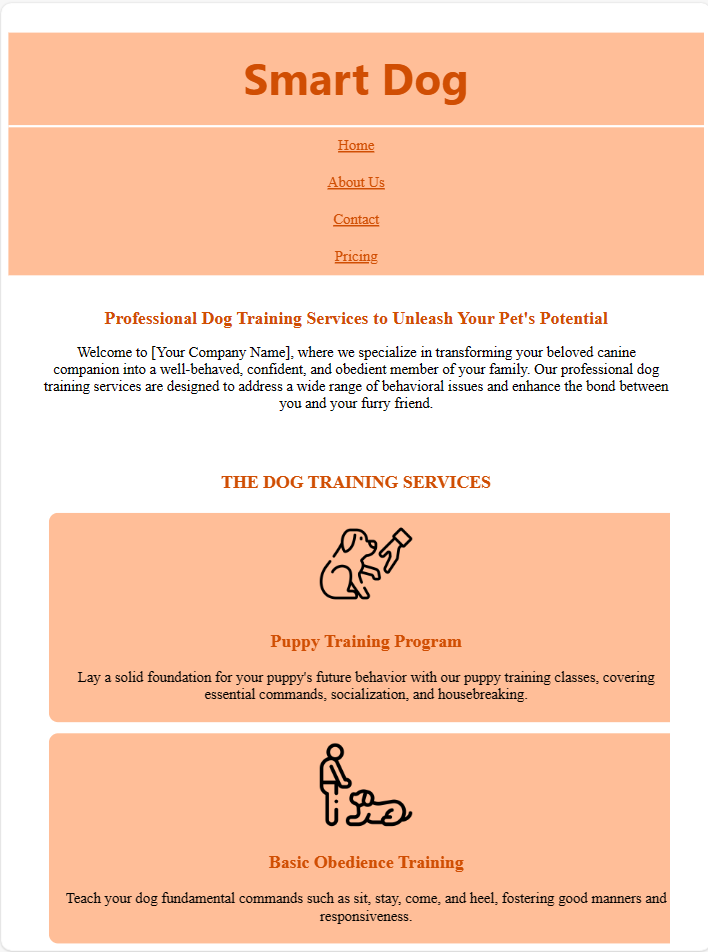 Smart Dog
Home
About Us
Contact
Pricing
Professional Dog Training Services to Unleash Your Pet's Potential
Welcome to [Your Company Name], where we specialize in transforming your beloved canine
companion into a well-behaved, confident, and obedient member of your family. Our professional dog
training services are designed to address a wide range of behavioral issues and enhance the bond between
you and your furry friend.
THE DOG TRAINING SERVICES
Puppy Training Program
Lay a solid foundation for your puppy's future behavior with our puppy training classes, covering
essential commands, socialization, and housebreaking.
Basic Obedience Training
Teach your dog fundamental commands such as sit, stay, come, and heel, fostering good manners and
responsiveness.